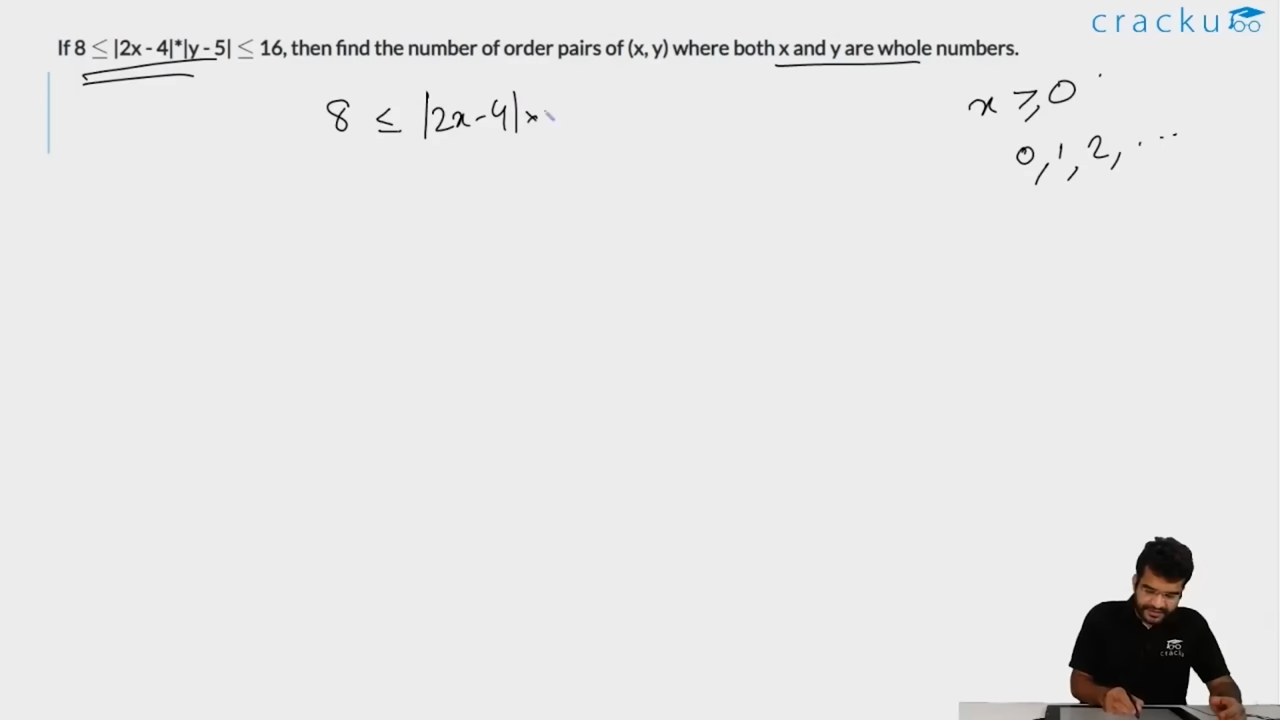 cracku
If 8 ≤ |2x - 4|*|y - 5| ≤ 16, then find the number of order pairs of (x, y) where both x and y are whole numbers.
8 ≤ |2x-4| ×
x ≥ 0
0, 1, 2, ...
cracku